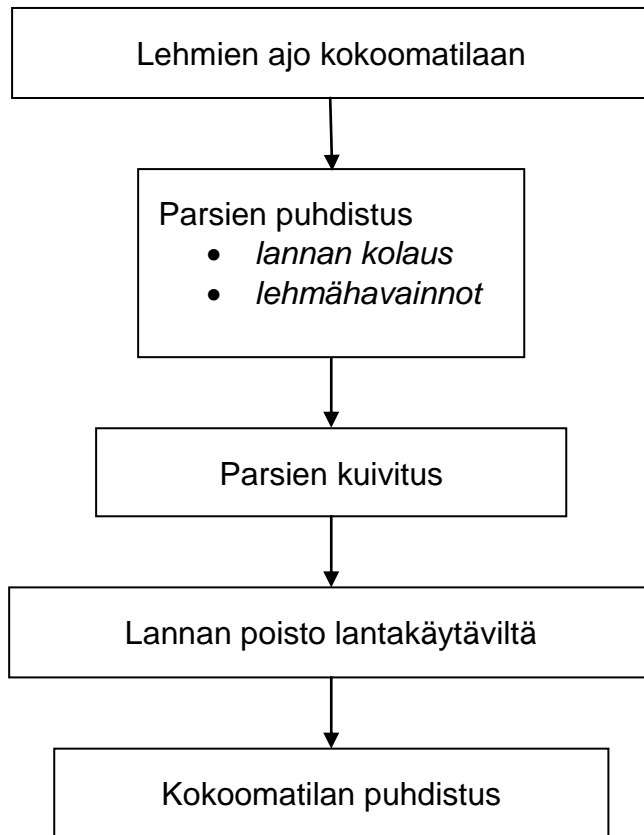 Lehmien ajo kokoomatilaan
Parsien puhdistus
• lannan kolaus
• lehmähavainnot
Parsien kuivitus
Lannan poisto lantakäytäviltä
Kokoomatilan puhdistus